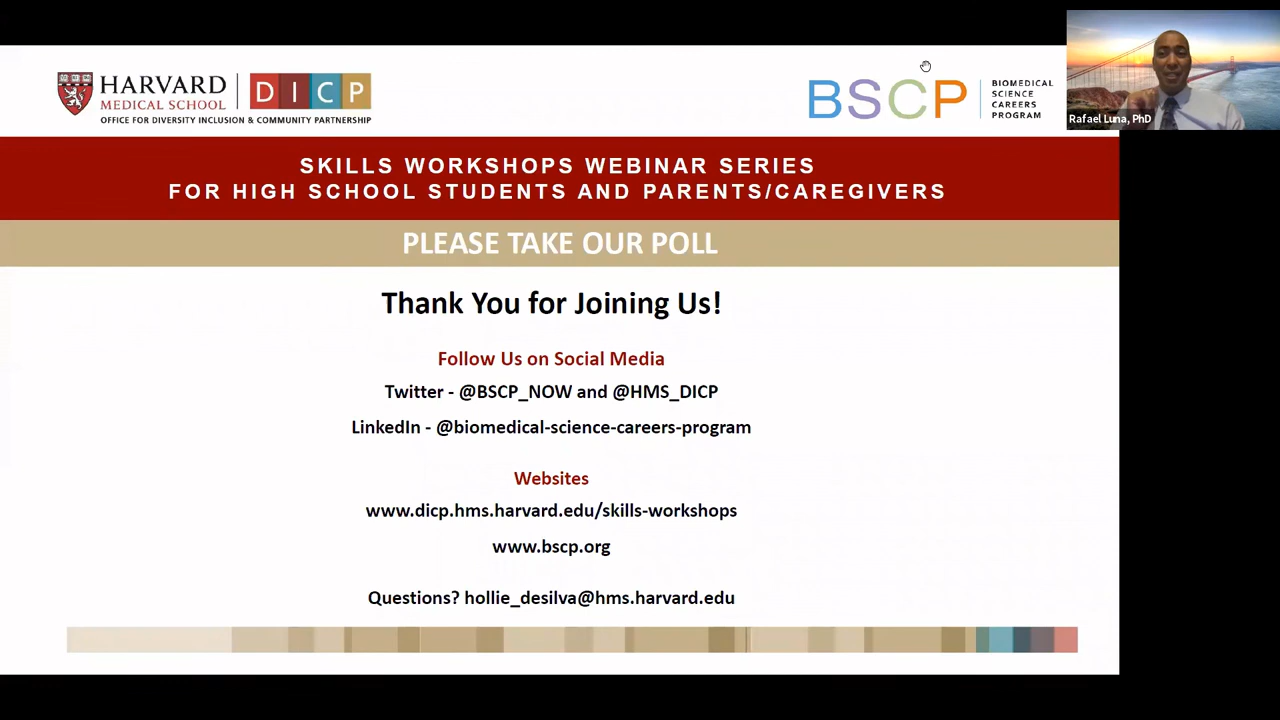 HARVARD
MEDICAL SCHOOL
DICP
OFFICE FOR DIVERSITY INCLUSION & COMMUNITY PARTNERSHIP
BSCP
BIOMEDICAL
SCIENCE
CAREERS
PROGRAM
Rafael Luna, PhD
SKILLS WORKSHOPS WEBINAR SERIES
FOR HIGH SCHOOL STUDENTS AND PARENTS/CAREGIVERS
PLEASE TAKE OUR POLL
Thank You for Joining Us!
Follow Us on Social Media
Twitter - @BSCP_NOW and @HMS_DICP
LinkedIn - @biomedical-science-careers-program
Websites
www.dicp.hms.harvard.edu/skills-workshops
www.bscp.org
Questions? hollie_desilva@hms.harvard.edu